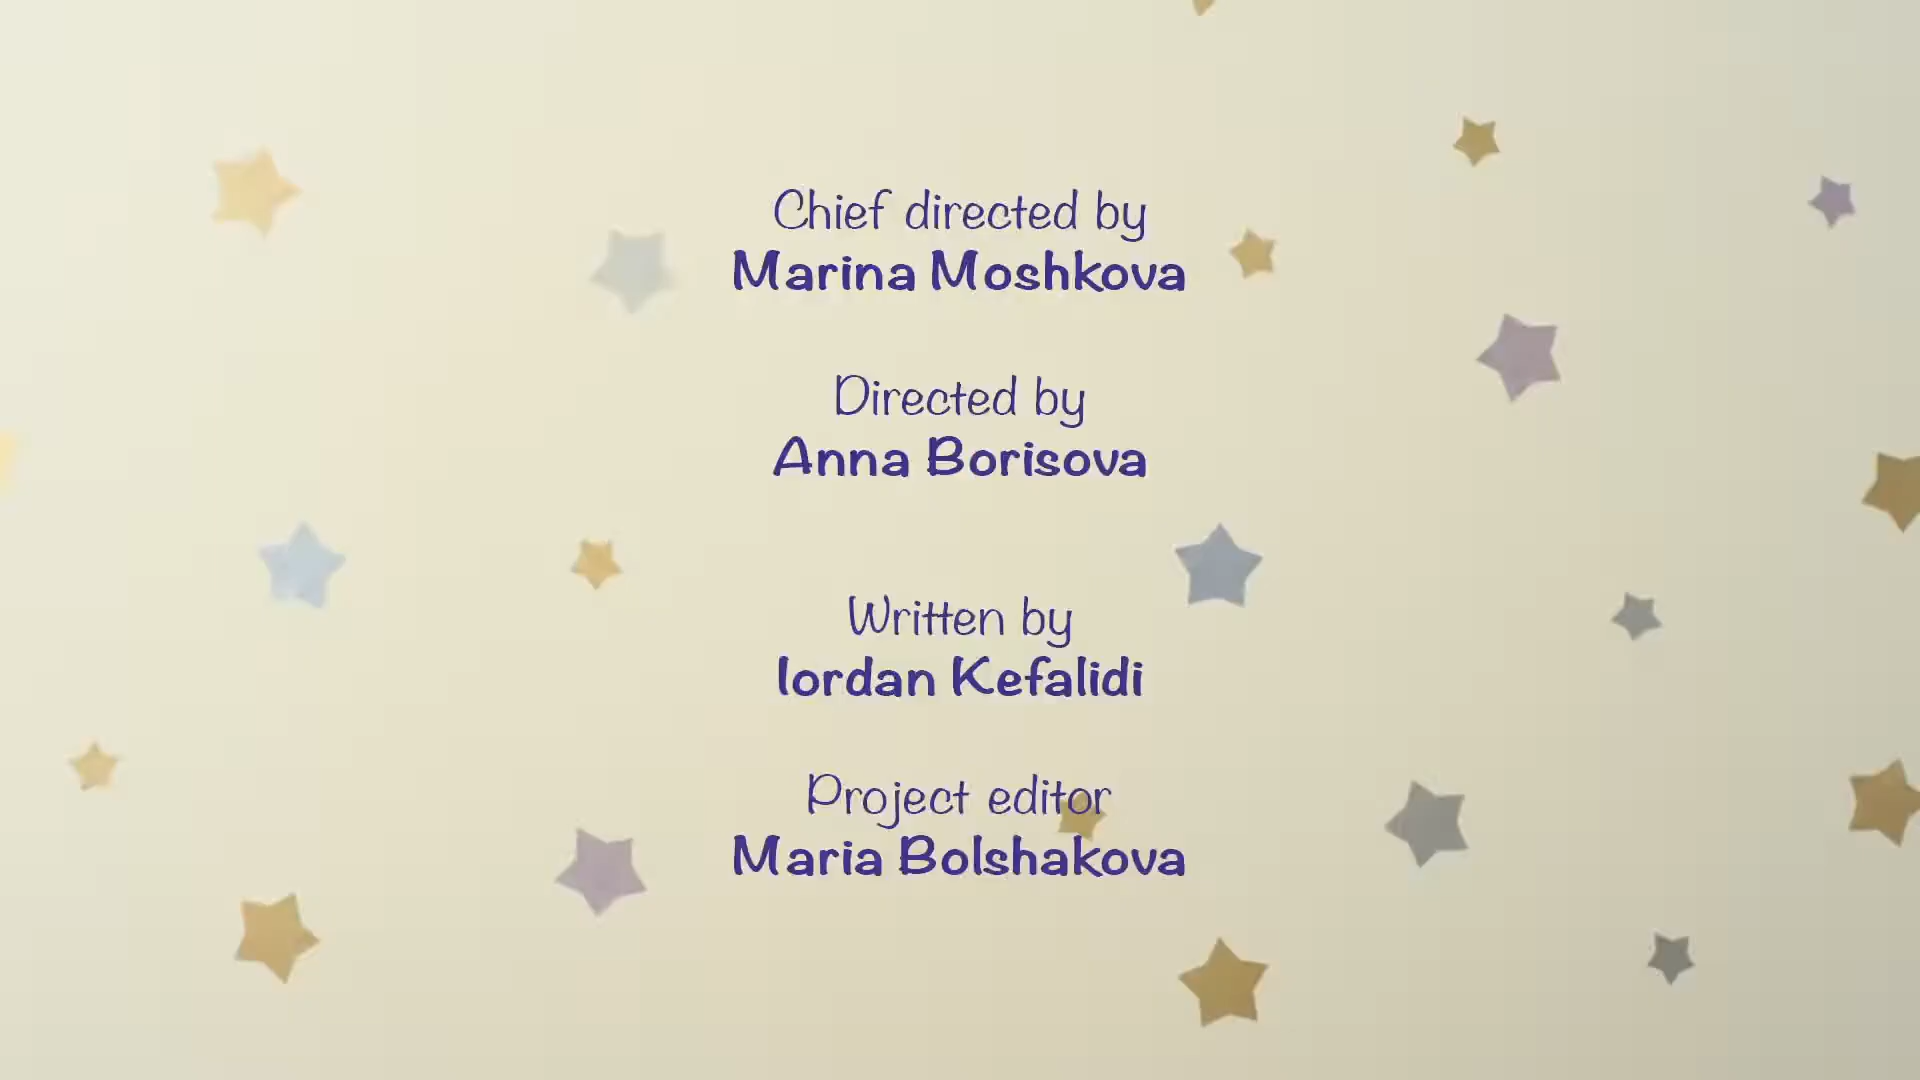 Chief directed by
Marina Moshkova
Directed by
Anna Borisova
Written by
Iordan Kefalidi
Project editor
Maria Bolshakova